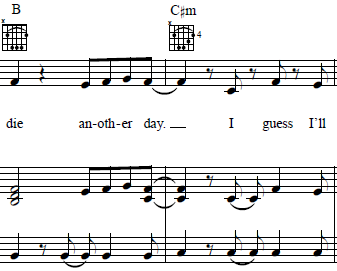 B C♯m
x x 4
die an-oth-er day. I guess I'll